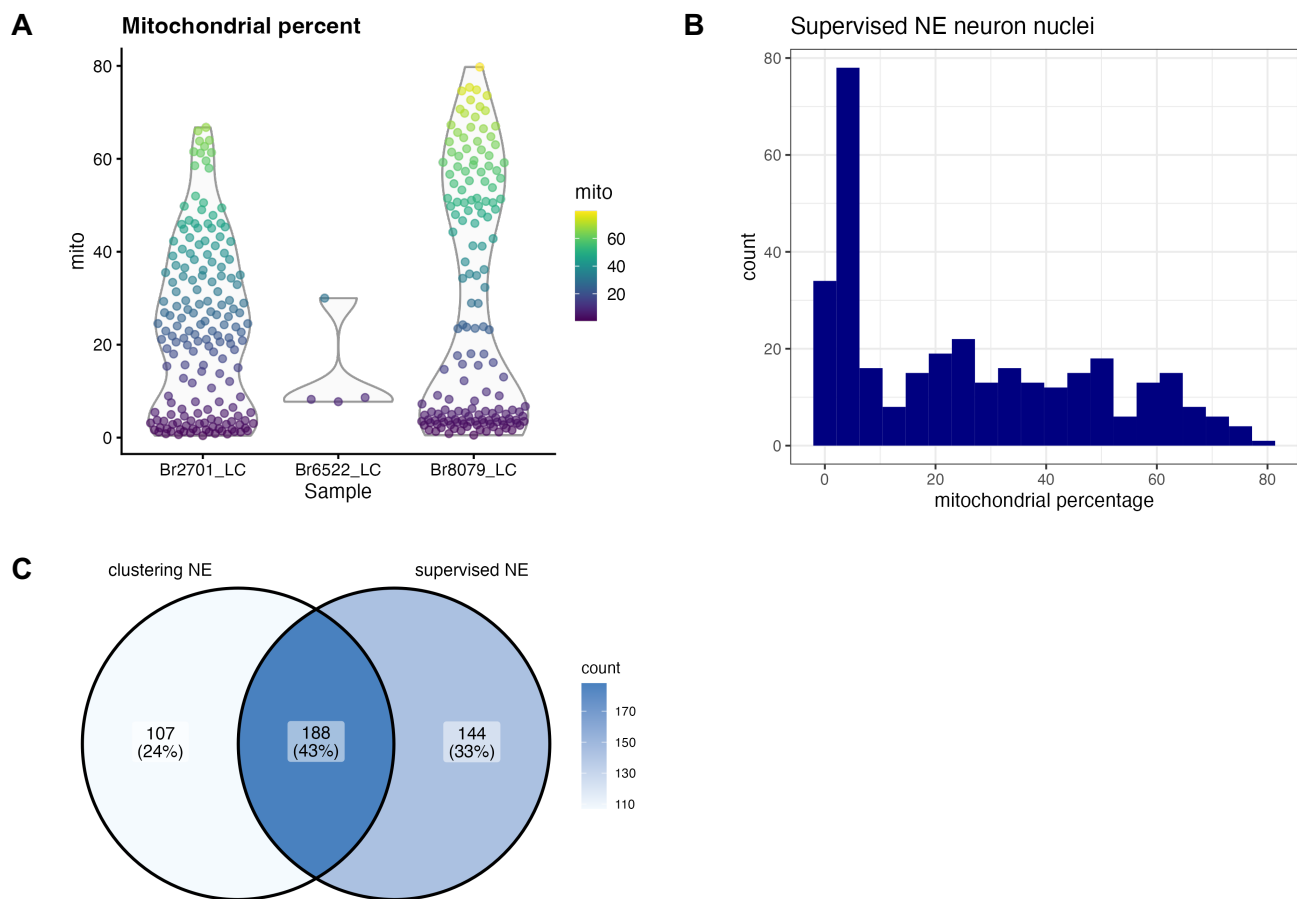 A
Mitochondrial percent
80
60
40
20
0
mito
Br2701_LC
Br6522_LC
Br8079_LC
Sample
mito
60
40
20
B
Supervised NE neuron nuclei
80
60
40
20
0
count
0
20
40
60
80
mitochondrial percentage
C
clustering NE
supervised NE
107
(24%)
188
(43%)
144
(33%)
count
170
150
130
110